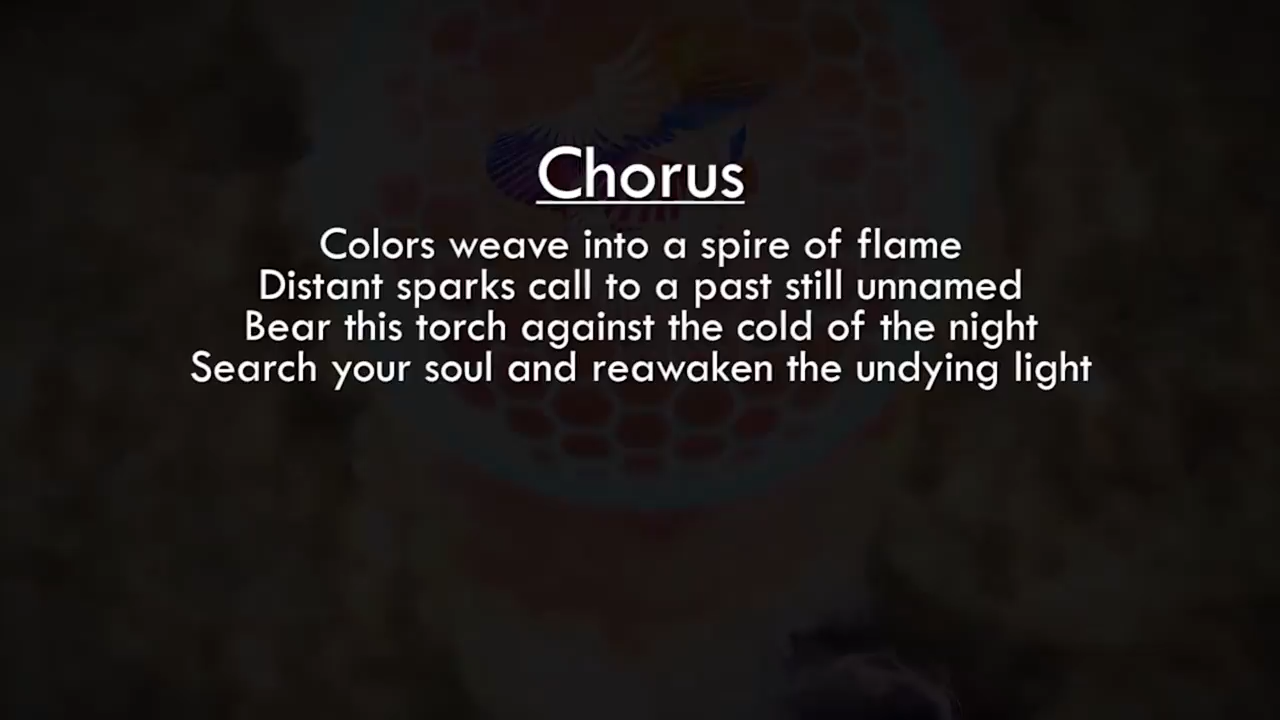 Chorus
Colors weave into a spire of flame
Distant sparks call to a past still unnamed
Bear this torch against the cold of the night
Search your soul and reawaken the undying light